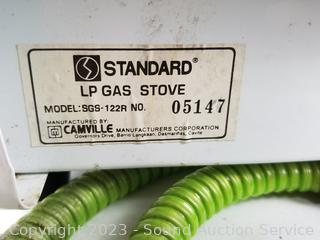 STANDARD®
LP GAS STOVE
MODEL: SGS-122R NO. 05147
MANUFACTURED BY:
CAMVILLE MANUFACTURERS CORPORATION
Governors Drive, Barrio Langkaan, Dasmariñas, Cavite
Copyright 2023 - Sound Auction Service